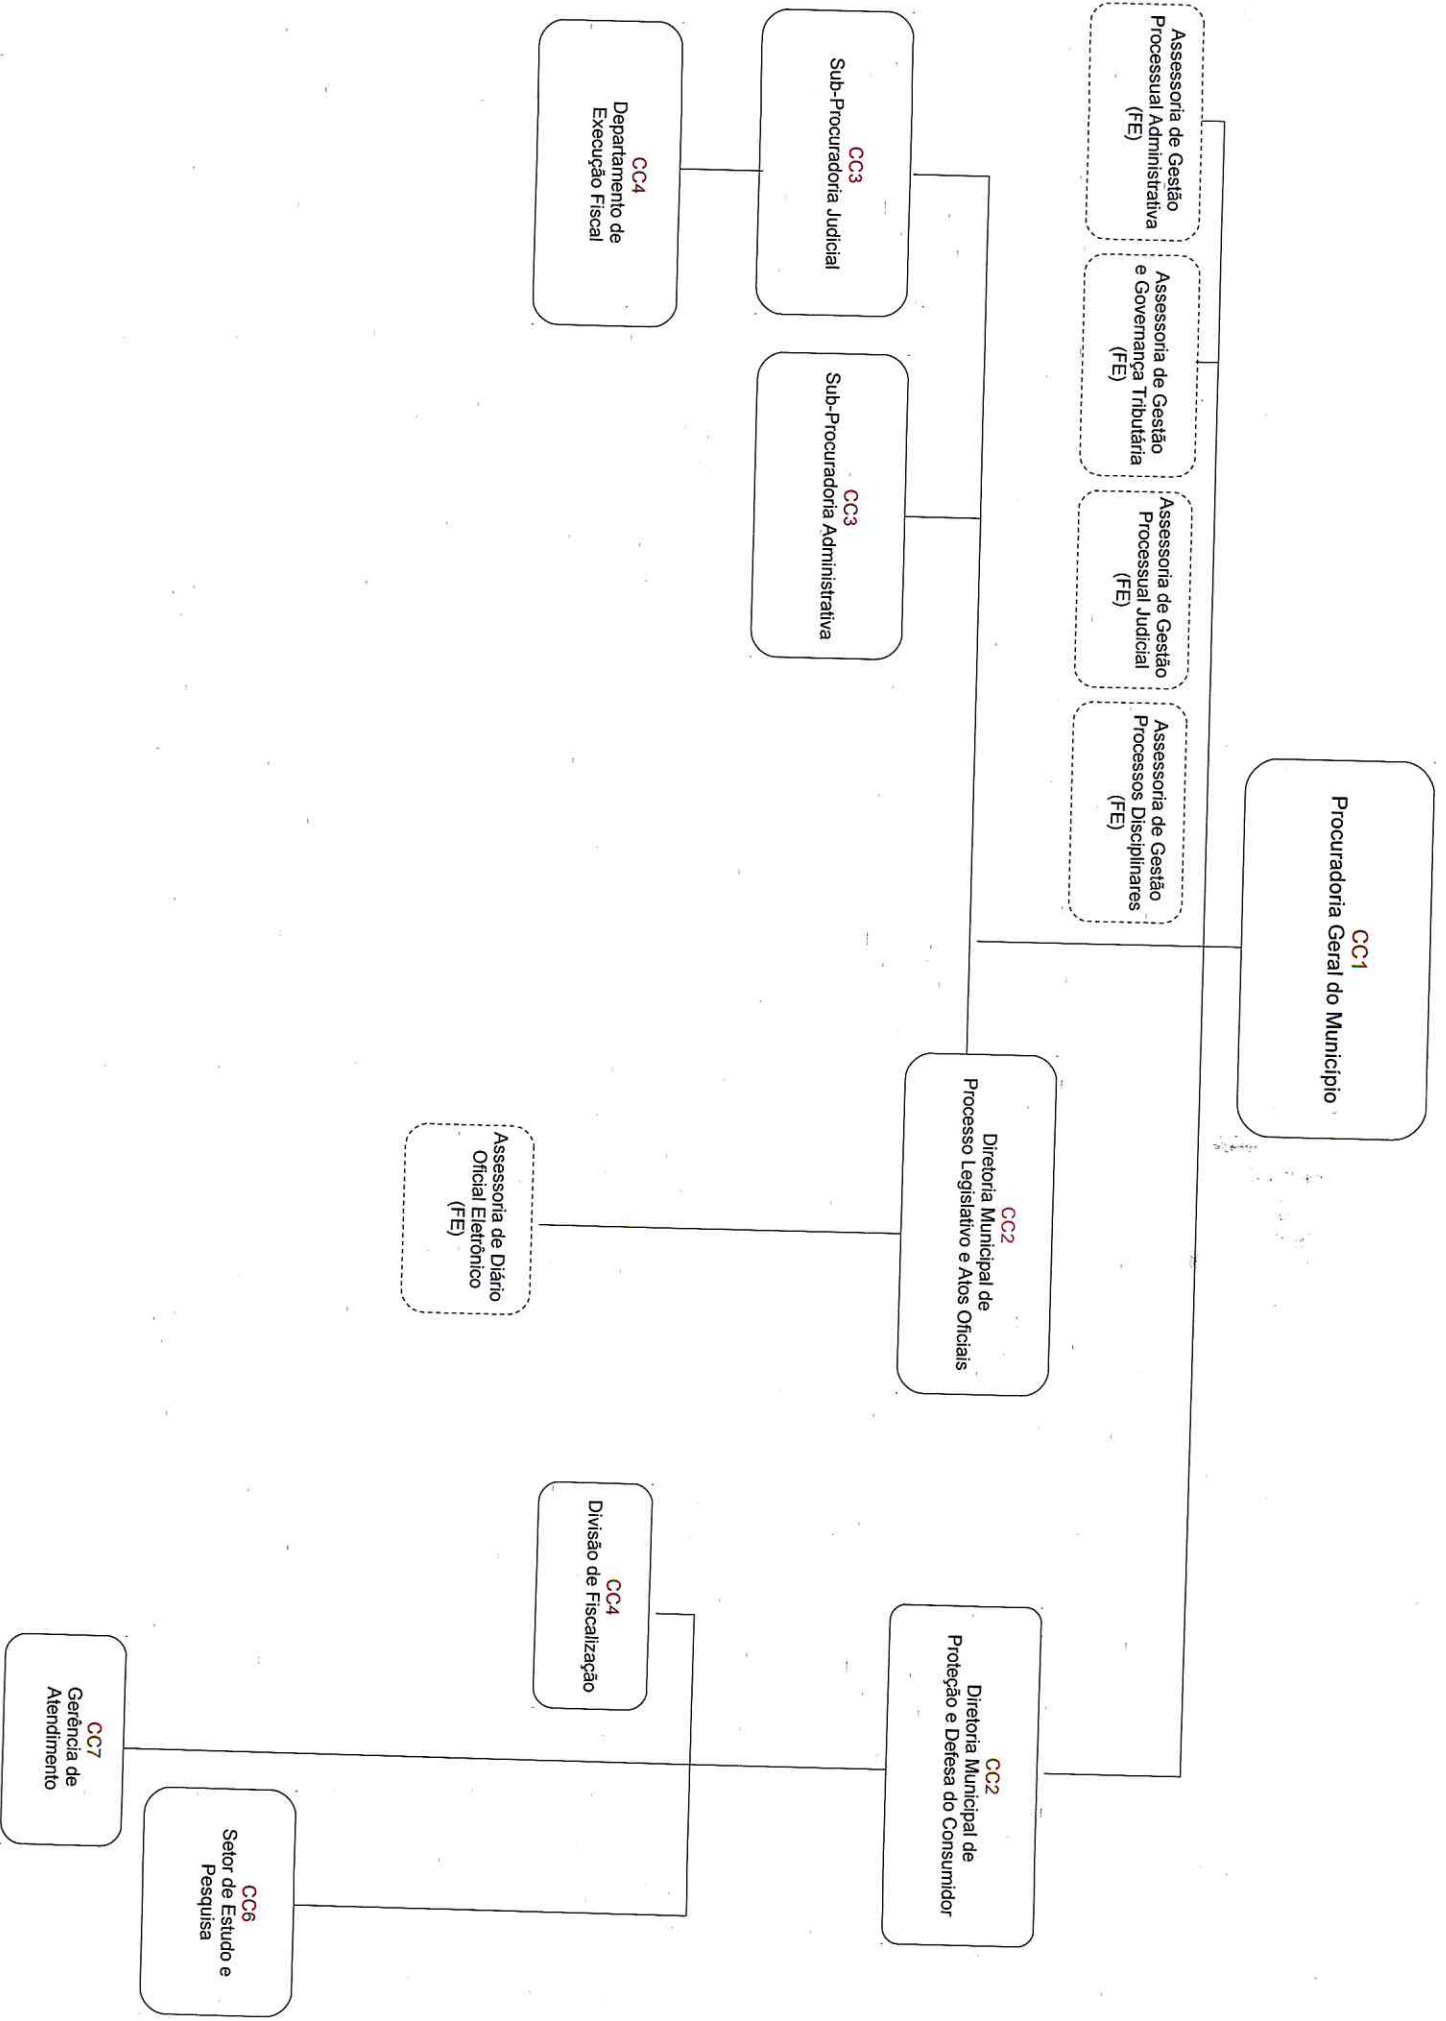 CC1
Procuradoria Geral do Município
Assessoria de Gestão
Processual Administrativa
(FE)
Assessoria de Gestão
e Governança Tributária
(FE)
Assessoria de Gestão
Processual Judicial
(FE)
Assessoria de Gestão
Processos Disciplinares
(FE)
CC3
Sub-Procuradoria Judicial
CC3
Sub-Procuradoria Administrativa
CC2
Diretoria Municipal de
Processo Legislativo e Atos Oficiais
CC2
Diretoria Municipal de
Proteção e Defesa do Consumidor
CC4
Departamento de
Execução Fiscal
Assessoria de Diário
Oficial Eletrônico
(FE)
CC4
Divisão de Fiscalização
CC6
Setor de Estudo e
Pesquisa
CC7
Gerência de
Atendimento